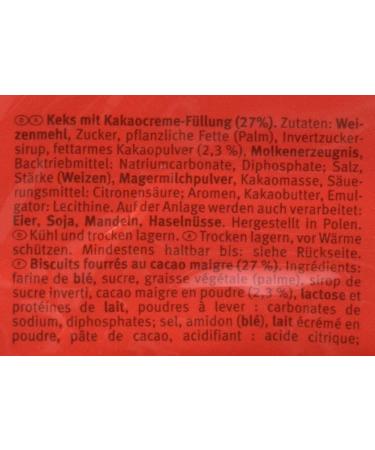 D A Keks mit Kakaocreme-Füllung (27%). Zutaten: Wei-
zenmehl, Zucker, pflanzliche Fette (Palm), Invertzucker-
sirup, fettarmes Kakaopulver (2,3 %), Molkenerzeugnis,
Backtriebmittel: Natriumcarbonate, Diphosphate; Salz,
Stärke (Weizen), Magermilchpulver, Kakaomasse, Säue-
rungsmittel: Citronensäure; Aromen, Kakaobutter, Emul-
gator: Lecithine. Auf der Anlage werden auch verarbeitet:
Eier, Soja, Mandeln, Haselnüsse. Hergestellt in Polen.
D Kühl und trocken lagern. A Trocken lagern, vor Wärme
schützen. Mindestens haltbar bis: siehe Rückseite.
F B Biscuits fourrés au cacao maigre (27 %). Ingrédients:
farine de blé, sucre, graisse végétale (palme), sirop de
sucre inverti, cacao maigre en poudre (2,3 %), lactose et
protéines de lait, poudres à lever : carbonates de
sodium, diphosphates; sel, amidon (blé), lait écrémé en
poudre, pâte de cacao, acidifiant : acide citrique;